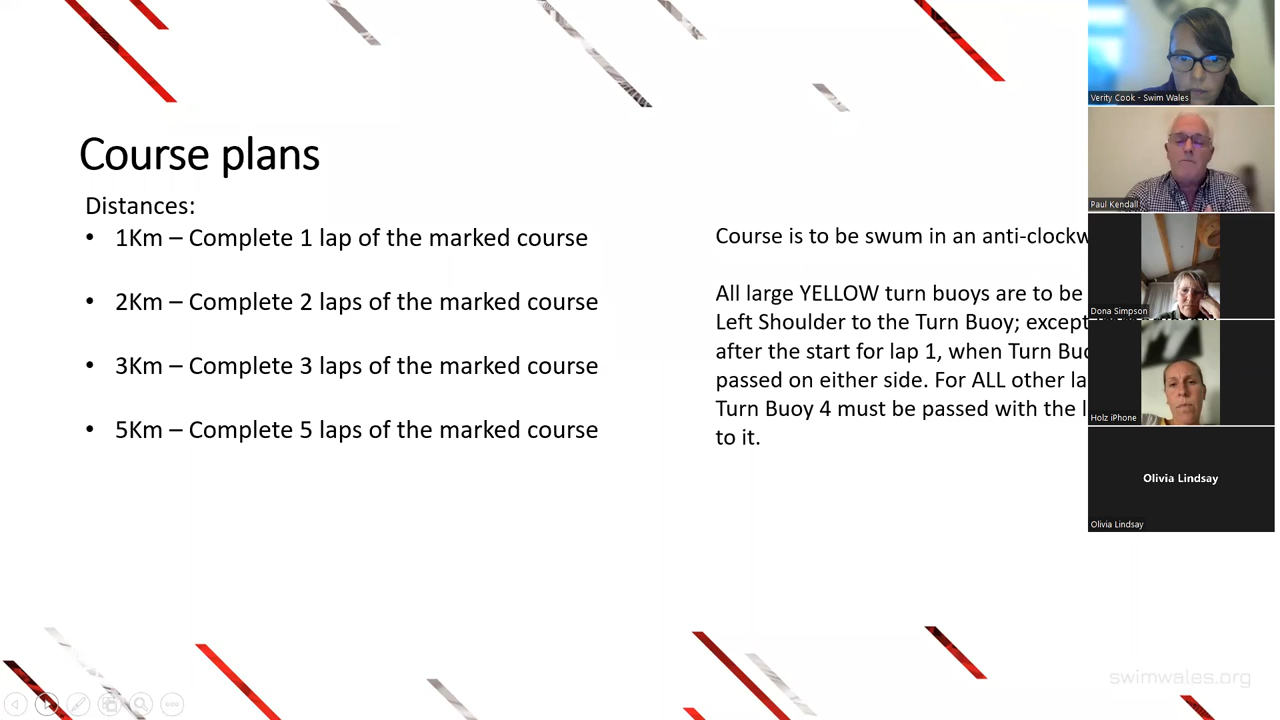 Course plans
Distances:
• 1Km – Complete 1 lap of the marked course
• 2Km – Complete 2 laps of the marked course
• 3Km – Complete 3 laps of the marked course
• 5Km – Complete 5 laps of the marked course
Course is to be swum in an anti-clockw
All large YELLOW turn buoys are to be
Left Shoulder to the Turn Buoy; except
after the start for lap 1, when Turn Buo
passed on either side. For ALL other la
Turn Buoy 4 must be passed with the l
to it.
Verity Cook - Swim Wales
Paul Kendall
Dona Simpson
Holz iPhone
Olivia Lindsay
Olivia Lindsay
swimwales.org